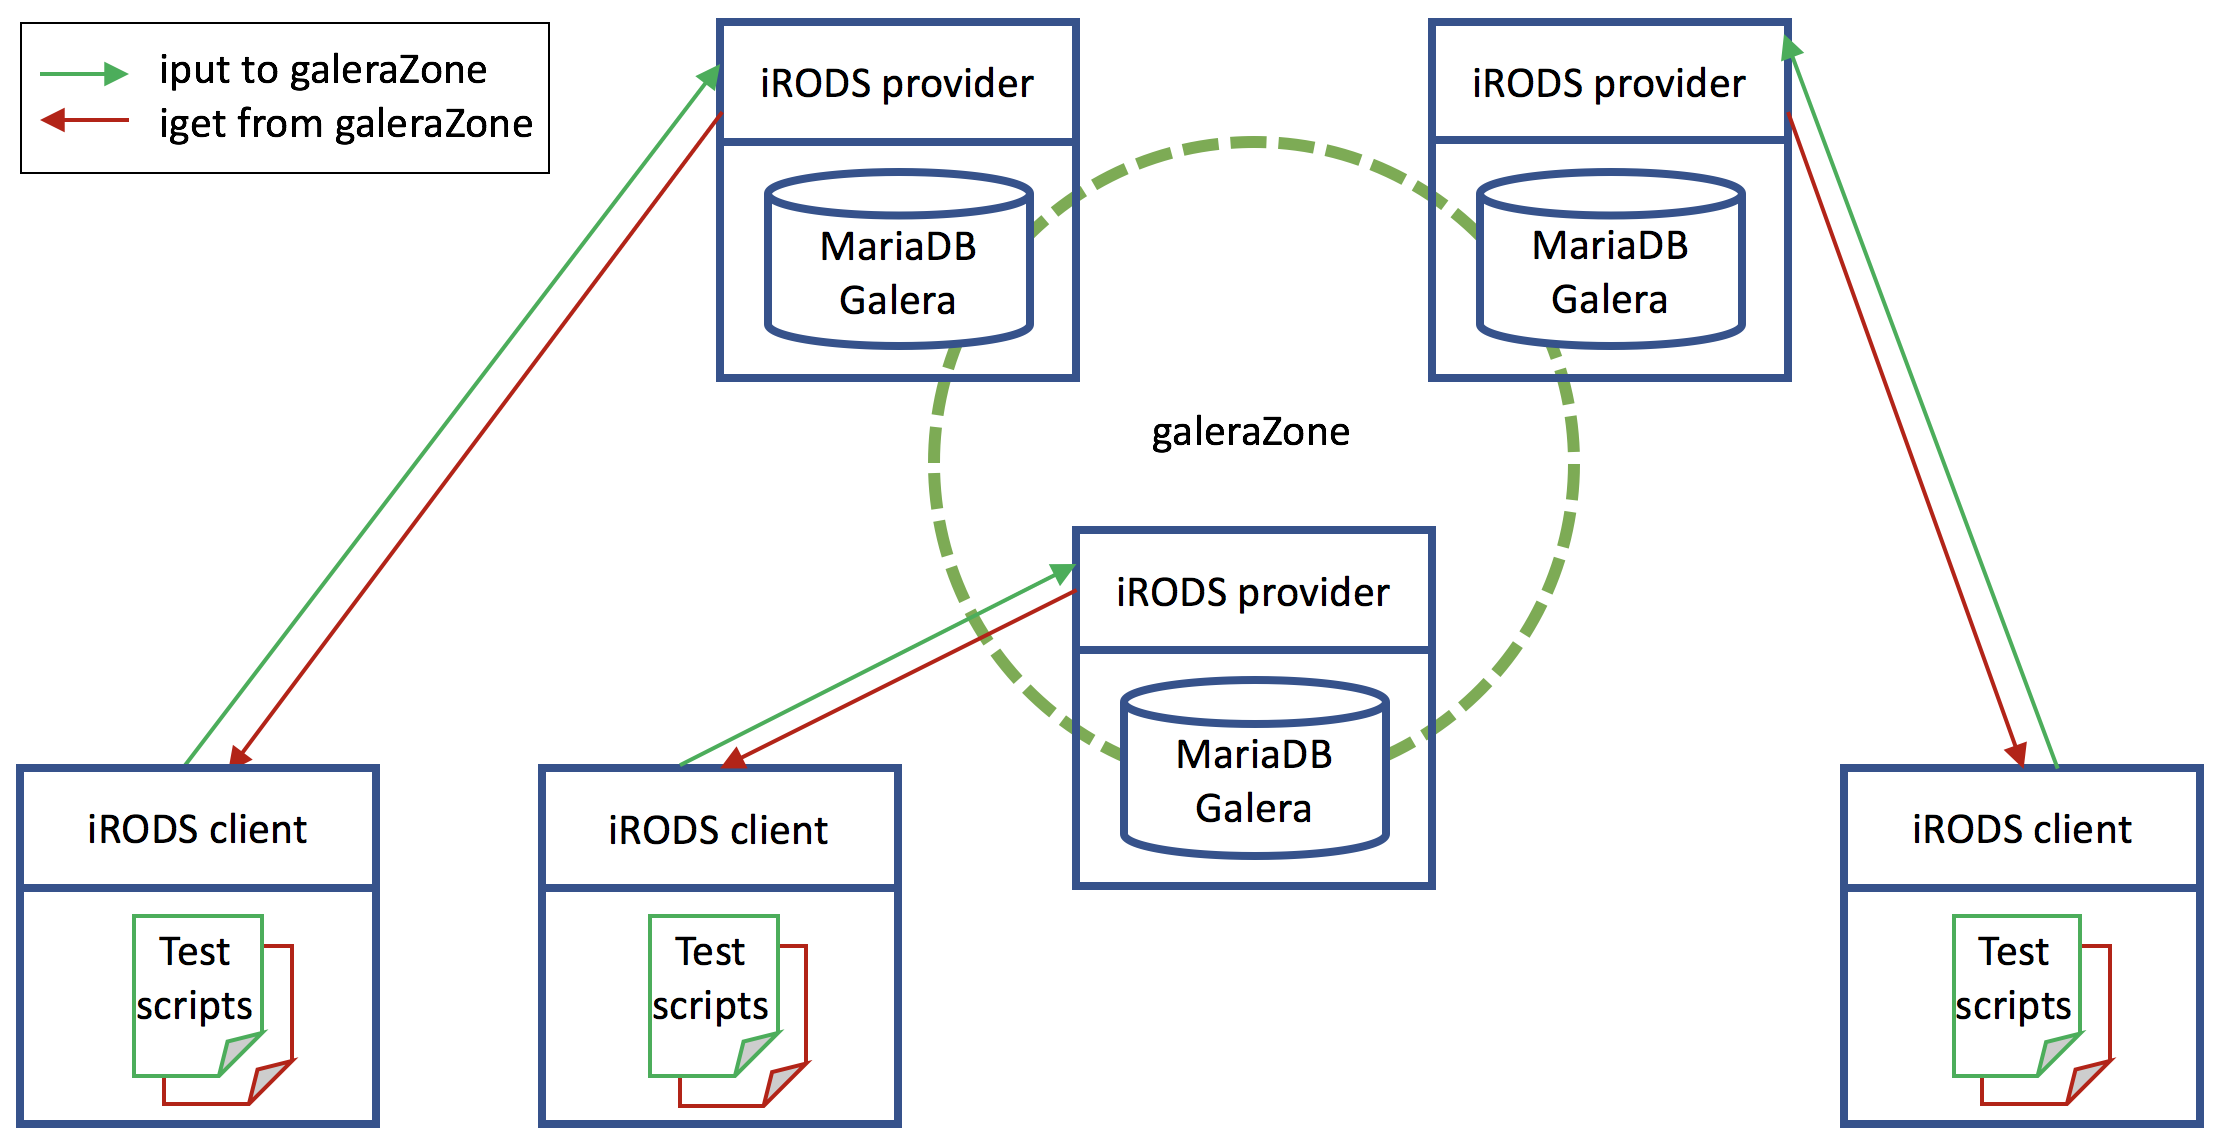 iput to galeraZone
iget from galeraZone
iRODS provider
MariaDB
Galera
iRODS provider
MariaDB
Galera
galeraZone
iRODS provider
MariaDB
Galera
iRODS client
Test
scripts
iRODS client
Test
scripts
iRODS client
Test
scripts